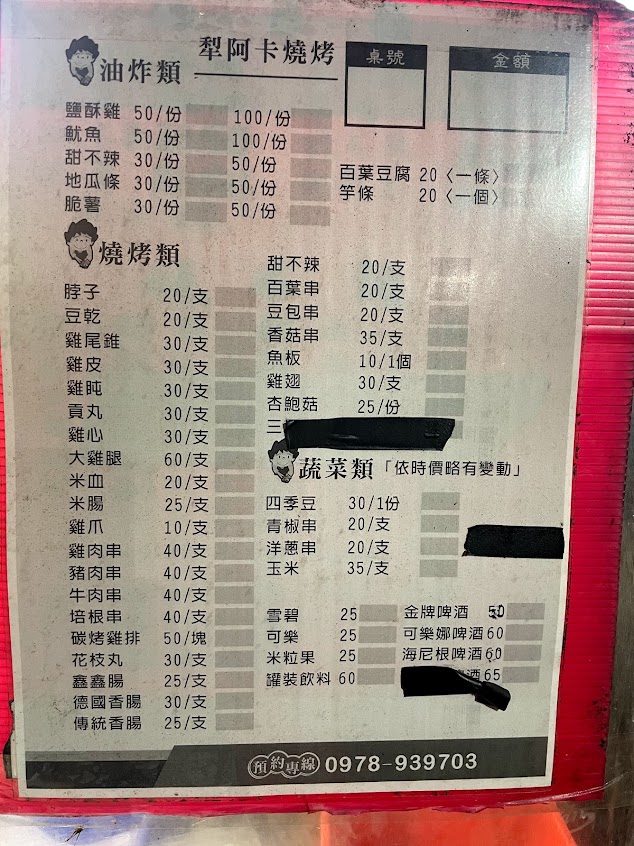 犁阿卡燒烤
桌號
金額
油炸類
鹽酥雞 50/份 100/份
魷魚 50/份 100/份
甜不辣 30/份 50/份
地瓜條 30/份 50/份
脆薯 30/份 50/份
百葉豆腐 20〈一條〉
竽條 20〈一個〉
燒烤類
脖子 20/支
豆乾 20/支
雞尾錐 30/支
雞皮 30/支
雞盹 30/支
貢丸 30/支
雞心 30/支
大雞腿 60/支
米血 20/支
米腸 25/支
雞爪 10/支
雞肉串 40/支
豬肉串 40/支
牛肉串 40/支
培根串 40/支
碳烤雞排 50/塊
花枝丸 30/支
鑫鑫腸 25/支
德國香腸 30/支
傳統香腸 25/支
甜不辣 20/支
百葉串 20/支
豆包串 20/支
香菇串 35/支
魚板 10/1個
雞翅 30/支
杏鮑菇 25/份
三
蔬菜類「依時價略有變動」
四季豆 30/1份
青椒串 20/支
洋蔥串 20/支
玉米 35/支
雪碧 25
可樂 25
米粒果 25
罐裝飲料 60
金牌啤酒 50
可樂娜啤酒 60
海尼根啤酒 60
酒 65
預約專線 0978-939703